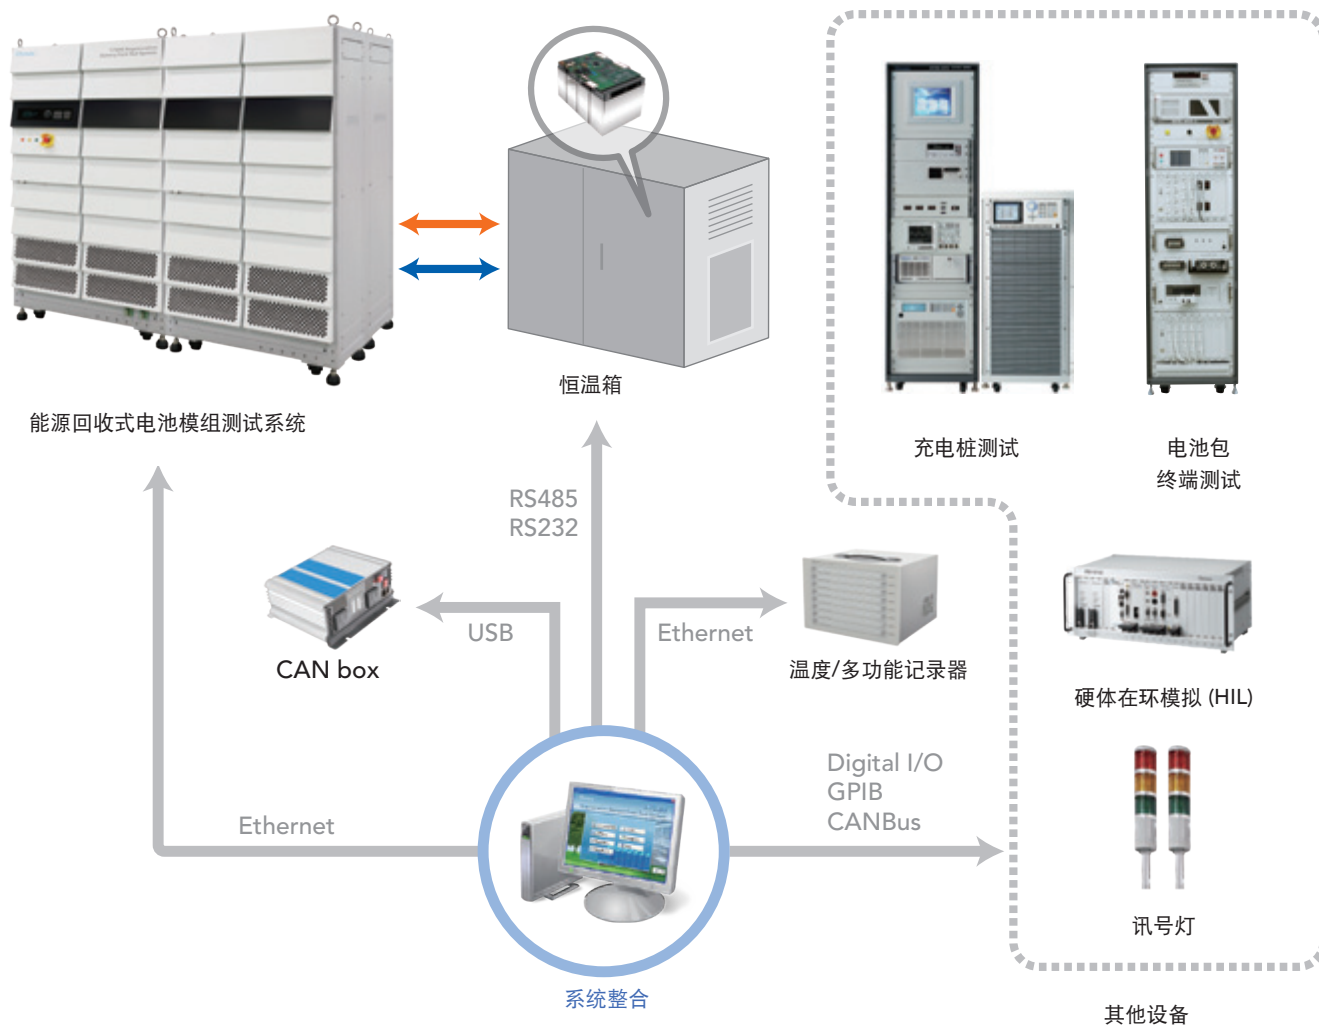 能源回收式电池模组测试系统
恒温箱
充电桩测试
电池包
终端测试
RS485
RS232
USB
Ethernet
CAN box
温度/多功能记录器
硬体在环模拟 (HIL)
Digital I/O
GPIB
CANBus
Ethernet
讯号灯
系统整合
其他设备